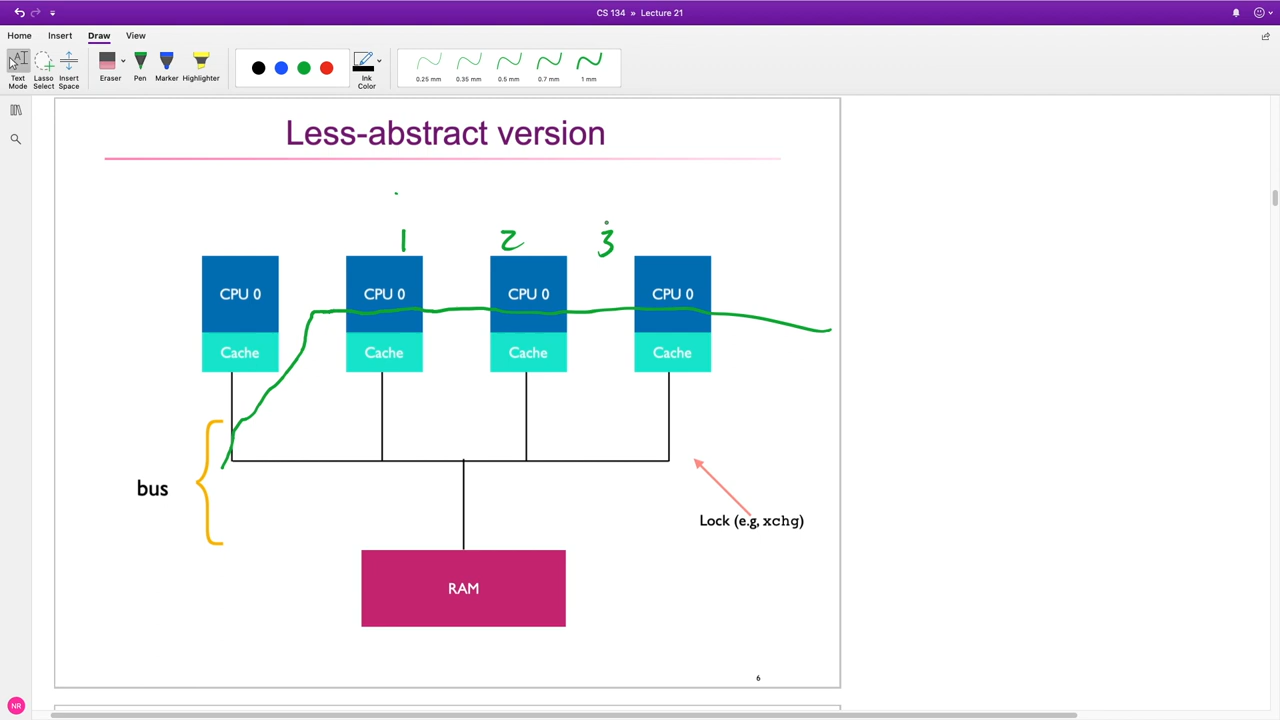 CS 134 » Lecture 21
Home Insert Draw View
Text Mode
Lasso Select
Insert Space
Eraser
Pen
Marker
Highlighter
Ink Color
0.25 mm
0.35 mm
0.5 mm
0.7 mm
1 mm
Less-abstract version
1 2 3
CPU 0 CPU 0 CPU 0 CPU 0
Cache Cache Cache Cache
bus
Lock (e.g, xchg)
RAM
6
NR